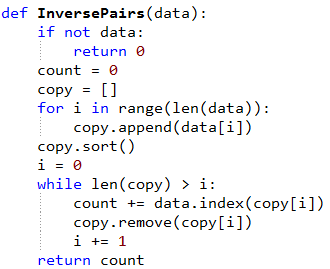 def InversePairs(data):
    if not data:
        return 0
    count = 0
    copy = []
    for i in range(len(data)):
        copy.append(data[i])
    copy.sort()
    i = 0
    while len(copy) > i:
        count += data.index(copy[i])
        copy.remove(copy[i])
        i += 1
    return count